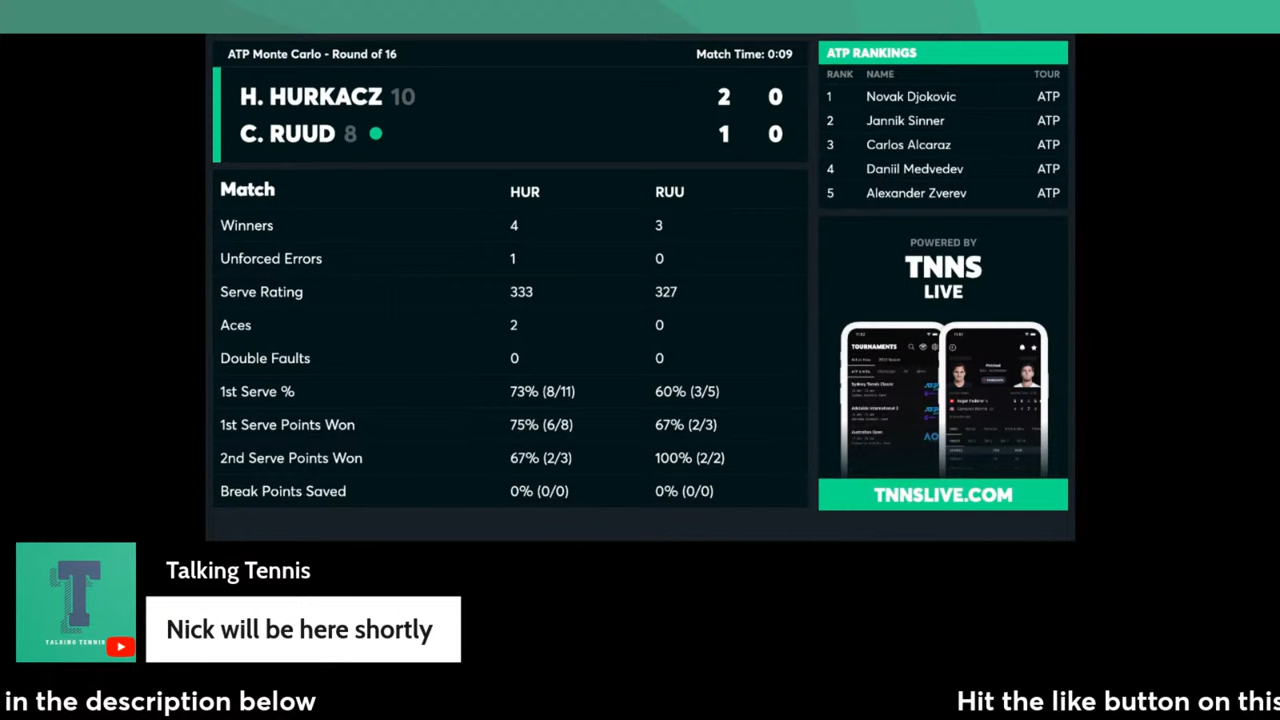 ATP Monte Carlo - Round of 16 Match Time: 0:09
H. HURKACZ 10 2 0
C. RUUD 8 1 0
Match HUR RUU
Winners 4 3
Unforced Errors 1 0
Serve Rating 333 327
Aces 2 0
Double Faults 0 0
1st Serve % 73% (8/11) 60% (3/5)
1st Serve Points Won 75% (6/8) 67% (2/3)
2nd Serve Points Won 67% (2/3) 100% (2/2)
Break Points Saved 0% (0/0) 0% (0/0)
ATP RANKINGS
RANK NAME TOUR
1 Novak Djokovic ATP
2 Jannik Sinner ATP
3 Carlos Alcaraz ATP
4 Daniil Medvedev ATP
5 Alexander Zverev ATP
POWERED BY
TNNS
LIVE
TOURNAMENTS
TNNSLIVE.COM
T
TALKING TENNIS
Talking Tennis
Nick will be here shortly
in the description below Hit the like button on this